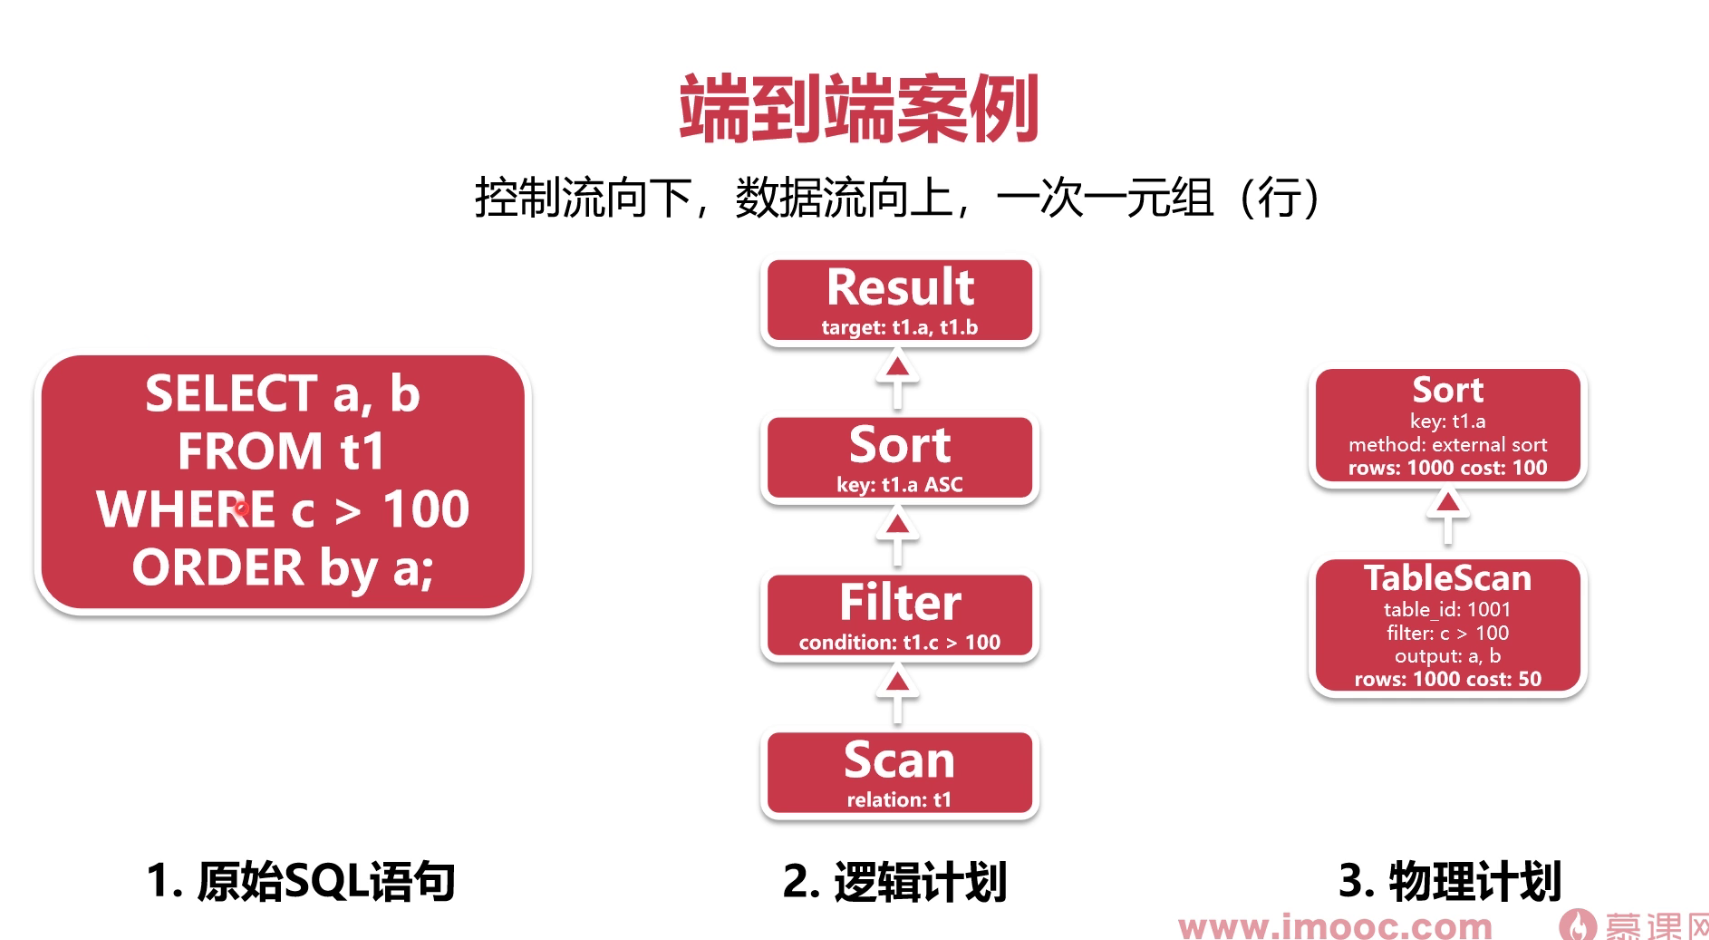 端到端案例
控制流向下，数据流向上，一次一元组（行）
SELECT a, b
FROM t1
WHERE c > 100
ORDER by a;
1. 原始SQL语句
Result
target: t1.a, t1.b
Sort
key: t1.a ASC
Filter
condition: t1.c > 100
Scan
relation: t1
2. 逻辑计划
Sort
key: t1.a
method: external sort
rows: 1000 cost: 100
TableScan
table_id: 1001
filter: c > 100
output: a, b
rows: 1000 cost: 50
3. 物理计划
www.imooc.com
慕课网